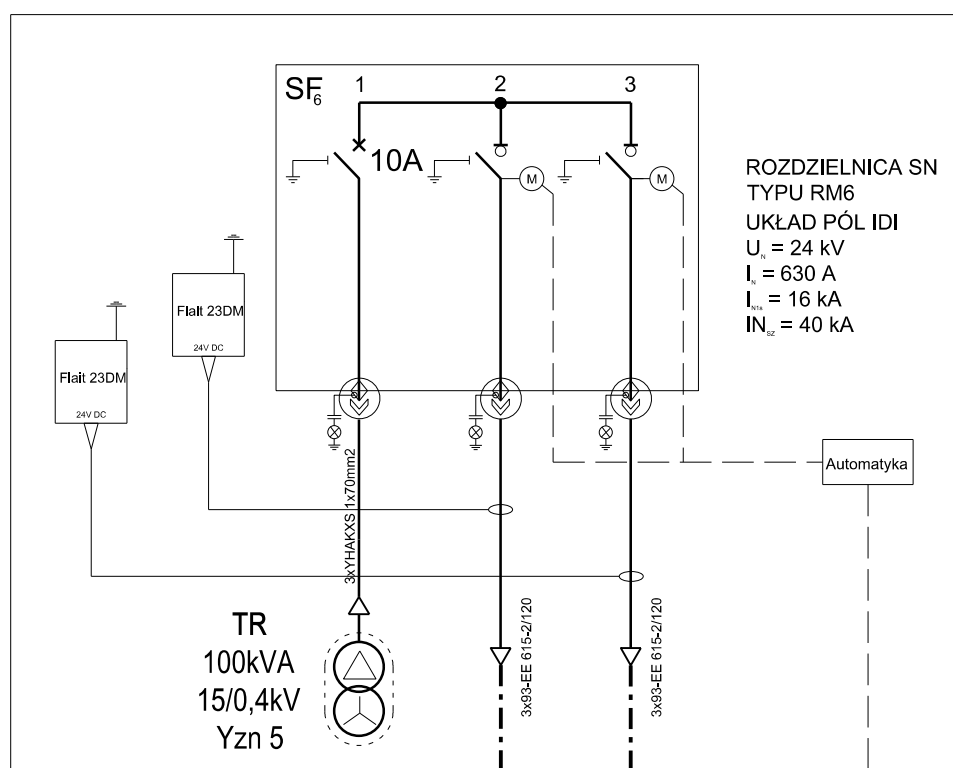 SF6
1
2
3
10A
M
M
ROZDZIELNICA SN
TYPU RM6
UKŁAD PÓL IDI
UN = 24 kV
IN = 630 A
IN1s = 16 kA
INSZ = 40 kA
Flait 23DM
24V DC
Flait 23DM
24V DC
Automatyka
3xYHAKXS 1x70mm2
3x93-EE 615-2/120
3x93-EE 615-2/120
TR
100kVA
15/0,4kV
Yzn 5